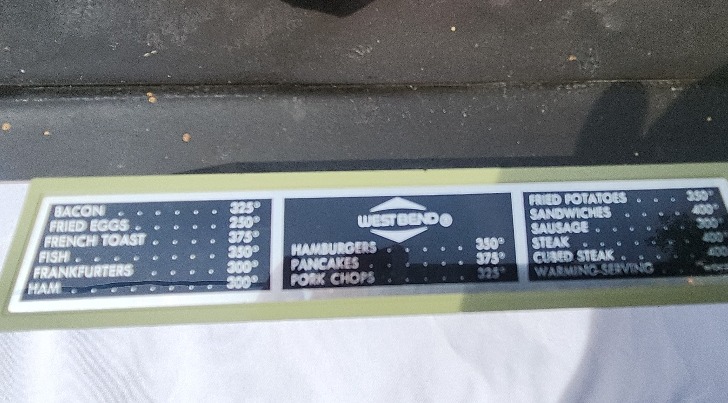 BACON . . . . . 325°
FRIED EGGS . . . . 250°
FRENCH TOAST . . . . 375°
FISH . . . . . . 350°
FRANKFURTERS . . . 300°
HAM . . . . . . 300°
WEST BEND ®
HAMBURGERS . . . . 350°
PANCAKES . . . . . 375°
PORK CHOPS . . . . 325°
FRIED POTATOES . . . 350°
SANDWICHES . . . . 400°
SAUSAGE . . . . . 300
STEAK . . . . .
CUBED STEAK . . . .
WARMING-SERVING